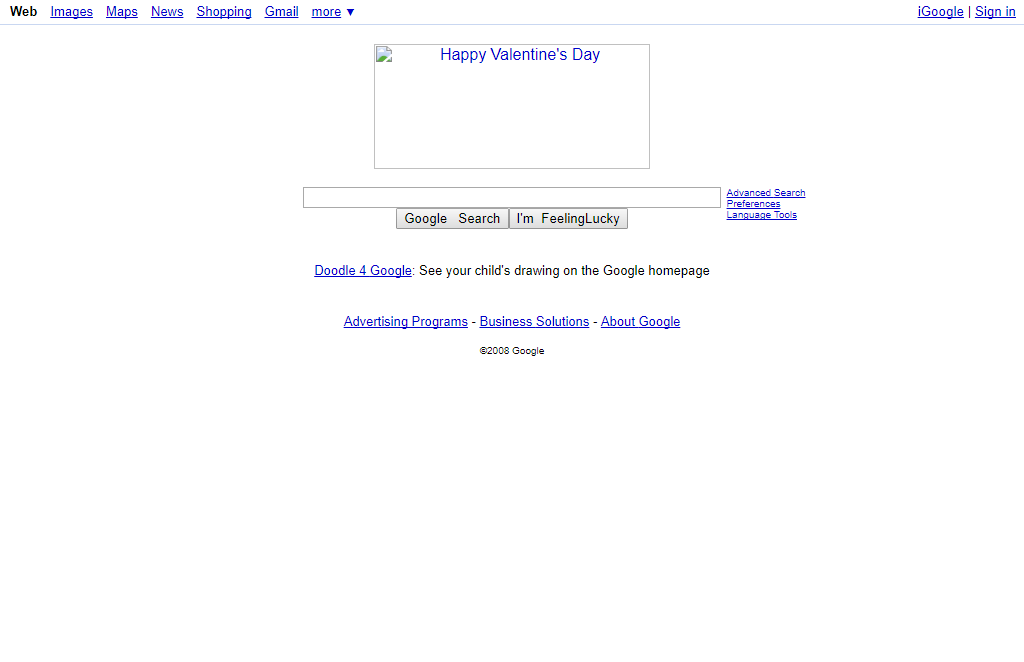 Web Images Maps News Shopping Gmail more ▼ iGoogle | Sign in
Happy Valentine's Day
Advanced Search
Preferences
Language Tools
Google Search I'm FeelingLucky
Doodle 4 Google: See your child's drawing on the Google homepage
Advertising Programs - Business Solutions - About Google
©2008 Google